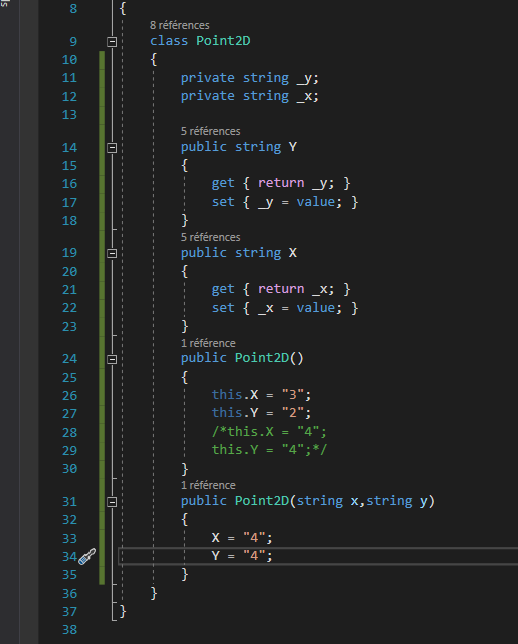 8 {
8 références
9 class Point2D
10 {
11 private string _y;
12 private string _x;
13
5 références
14 public string Y
15 {
16 get { return _y; }
17 set { _y = value; }
18 }
5 références
19 public string X
20 {
21 get { return _x; }
22 set { _x = value; }
23 }
1 référence
24 public Point2D()
25 {
26 this.X = "3";
27 this.Y = "2";
28 /*this.X = "4";
29 this.Y = "4";*/
30 }
1 référence
31 public Point2D(string x,string y)
32 {
33 X = "4";
34 Y = "4";
35 }
36 }
37 }
38